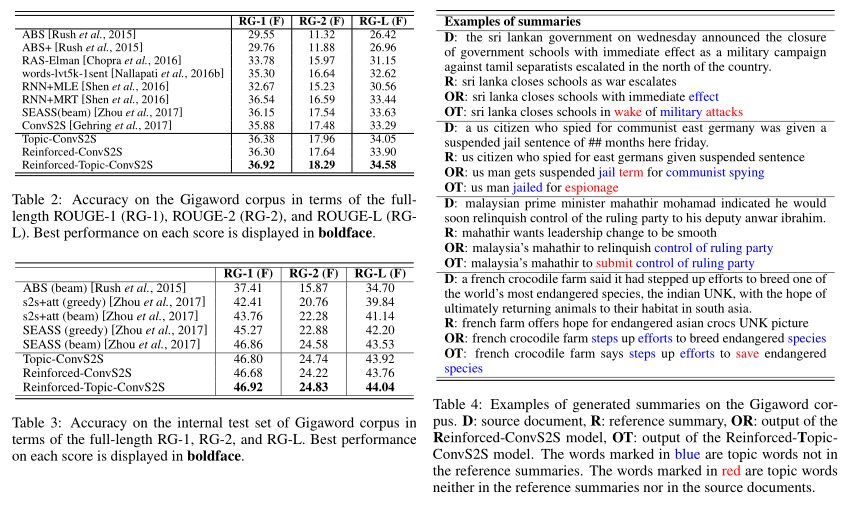 RG-1 (F) RG-2 (F) RG-L (F)
ABS [Rush et al., 2015] 29.55 11.32 26.42
ABS+ [Rush et al., 2015] 29.76 11.88 26.96
RAS-Elman [Chopra et al., 2016] 33.78 15.97 31.15
words-lvt5k-1sent [Nallapati et al., 2016b] 35.30 16.64 32.62
RNN+MLE [Shen et al., 2016] 32.67 15.23 30.56
RNN+MRT [Shen et al., 2016] 36.54 16.59 33.44
SEASS(beam) [Zhou et al., 2017] 36.15 17.54 33.63
ConvS2S [Gehring et al., 2017] 35.88 17.48 33.29
Topic-ConvS2S 36.38 17.96 34.05
Reinforced-ConvS2S 36.30 17.64 33.90
Reinforced-Topic-ConvS2S 36.92 18.29 34.58
Table 2: Accuracy on the Gigaword corpus in terms of the full-
length ROUGE-1 (RG-1), ROUGE-2 (RG-2), and ROUGE-L (RG-
L). Best performance on each score is displayed in boldface.
RG-1 (F) RG-2 (F) RG-L (F)
ABS (beam) [Rush et al., 2015] 37.41 15.87 34.70
s2s+att (greedy) [Zhou et al., 2017] 42.41 20.76 39.84
s2s+att (beam) [Zhou et al., 2017] 43.76 22.28 41.14
SEASS (greedy) [Zhou et al., 2017] 45.27 22.88 42.20
SEASS (beam) [Zhou et al., 2017] 46.86 24.58 43.53
Topic-ConvS2S 46.80 24.74 43.92
Reinforced-ConvS2S 46.68 24.22 43.76
Reinforced-Topic-ConvS2S 46.92 24.83 44.04
Table 3: Accuracy on the internal test set of Gigaword corpus in
terms of the full-length RG-1, RG-2, and RG-L. Best performance
on each score is displayed in boldface.
Examples of summaries
D: the sri lankan government on wednesday announced the closure
of government schools with immediate effect as a military campaign
against tamil separatists escalated in the north of the country.
R: sri lanka closes schools as war escalates
OR: sri lanka closes schools with immediate effect
OT: sri lanka closes schools in wake of military attacks
D: a us citizen who spied for communist east germany was given a
suspended jail sentence of ## months here friday.
R: us citizen who spied for east germans given suspended sentence
OR: us man gets suspended jail term for communist spying
OT: us man jailed for espionage
D: malaysian prime minister mahathir mohamad indicated he would
soon relinquish control of the ruling party to his deputy anwar ibrahim.
R: mahathir wants leadership change to be smooth
OR: malaysia's mahathir to relinquish control of ruling party
OT: malaysia's mahathir to submit control of ruling party
D: a french crocodile farm said it had stepped up efforts to breed one of
the world's most endangered species, the indian UNK, with the hope of
ultimately returning animals to their habitat in south asia.
R: french farm offers hope for endangered asian crocs UNK picture
OR: french crocodile farm steps up efforts to breed endangered species
OT: french crocodile farm says steps up efforts to save endangered
species
Table 4: Examples of generated summaries on the Gigaword cor-
pus. D: source document, R: reference summary, OR: output of the
Reinforced-ConvS2S model, OT: output of the Reinforced-Topic-
ConvS2S model. The words marked in blue are topic words not in
the reference summaries. The words marked in red are topic words
neither in the reference summaries nor in the source documents.